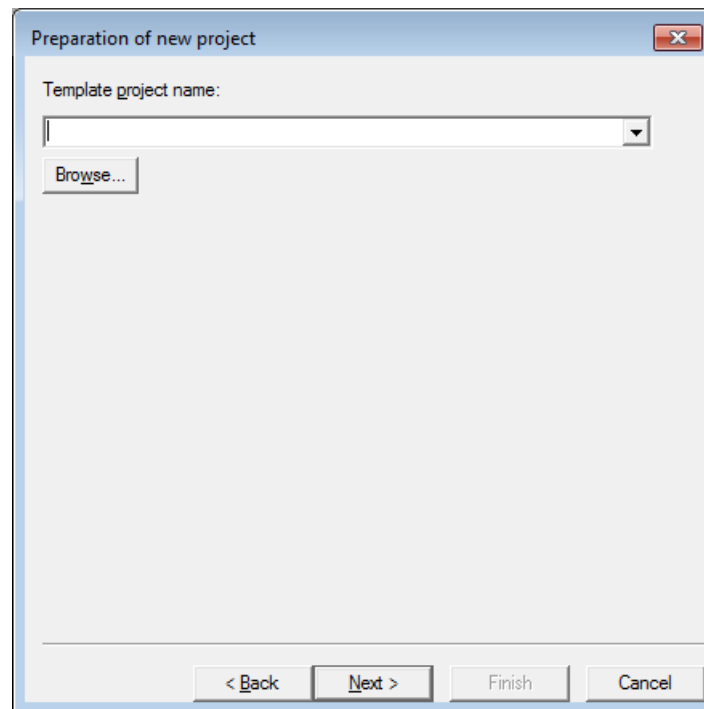 Preparation of new project
Template project name:
Browse...
< Back Next > Finish Cancel